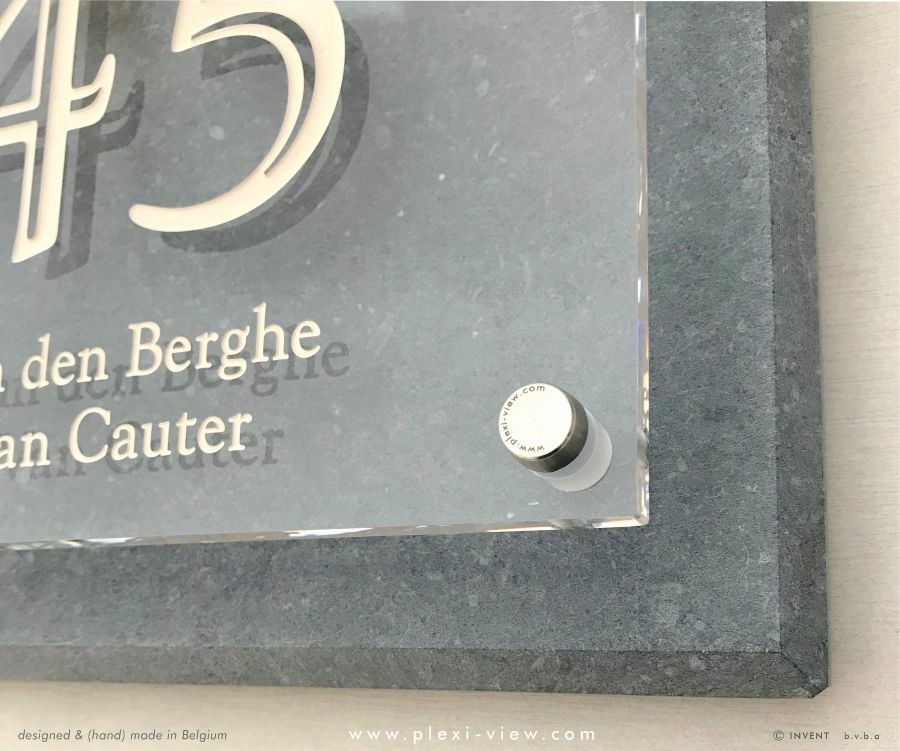 45
den Berghe
an Cauter
www.plexi-view.com
designed & (hand) made in Belgium
www.plexi-view.com
© INVENT b.v.b.a